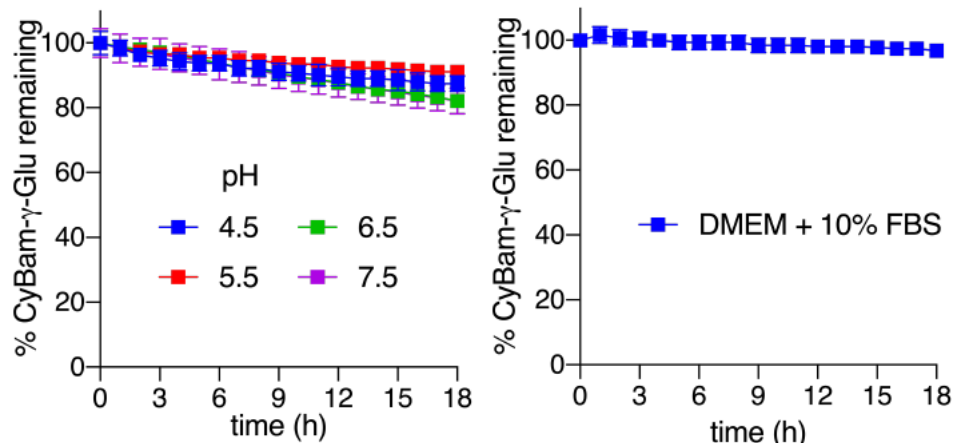 % CyBam-γ-Glu remaining
100
80
60
40
20
0
pH
4.5
6.5
5.5
7.5
0 3 6 9 12 15 18
time (h)
% CyBam-γ-Glu remaining
100
80
60
40
20
0
DMEM + 10% FBS
0 3 6 9 12 15 18
time (h)